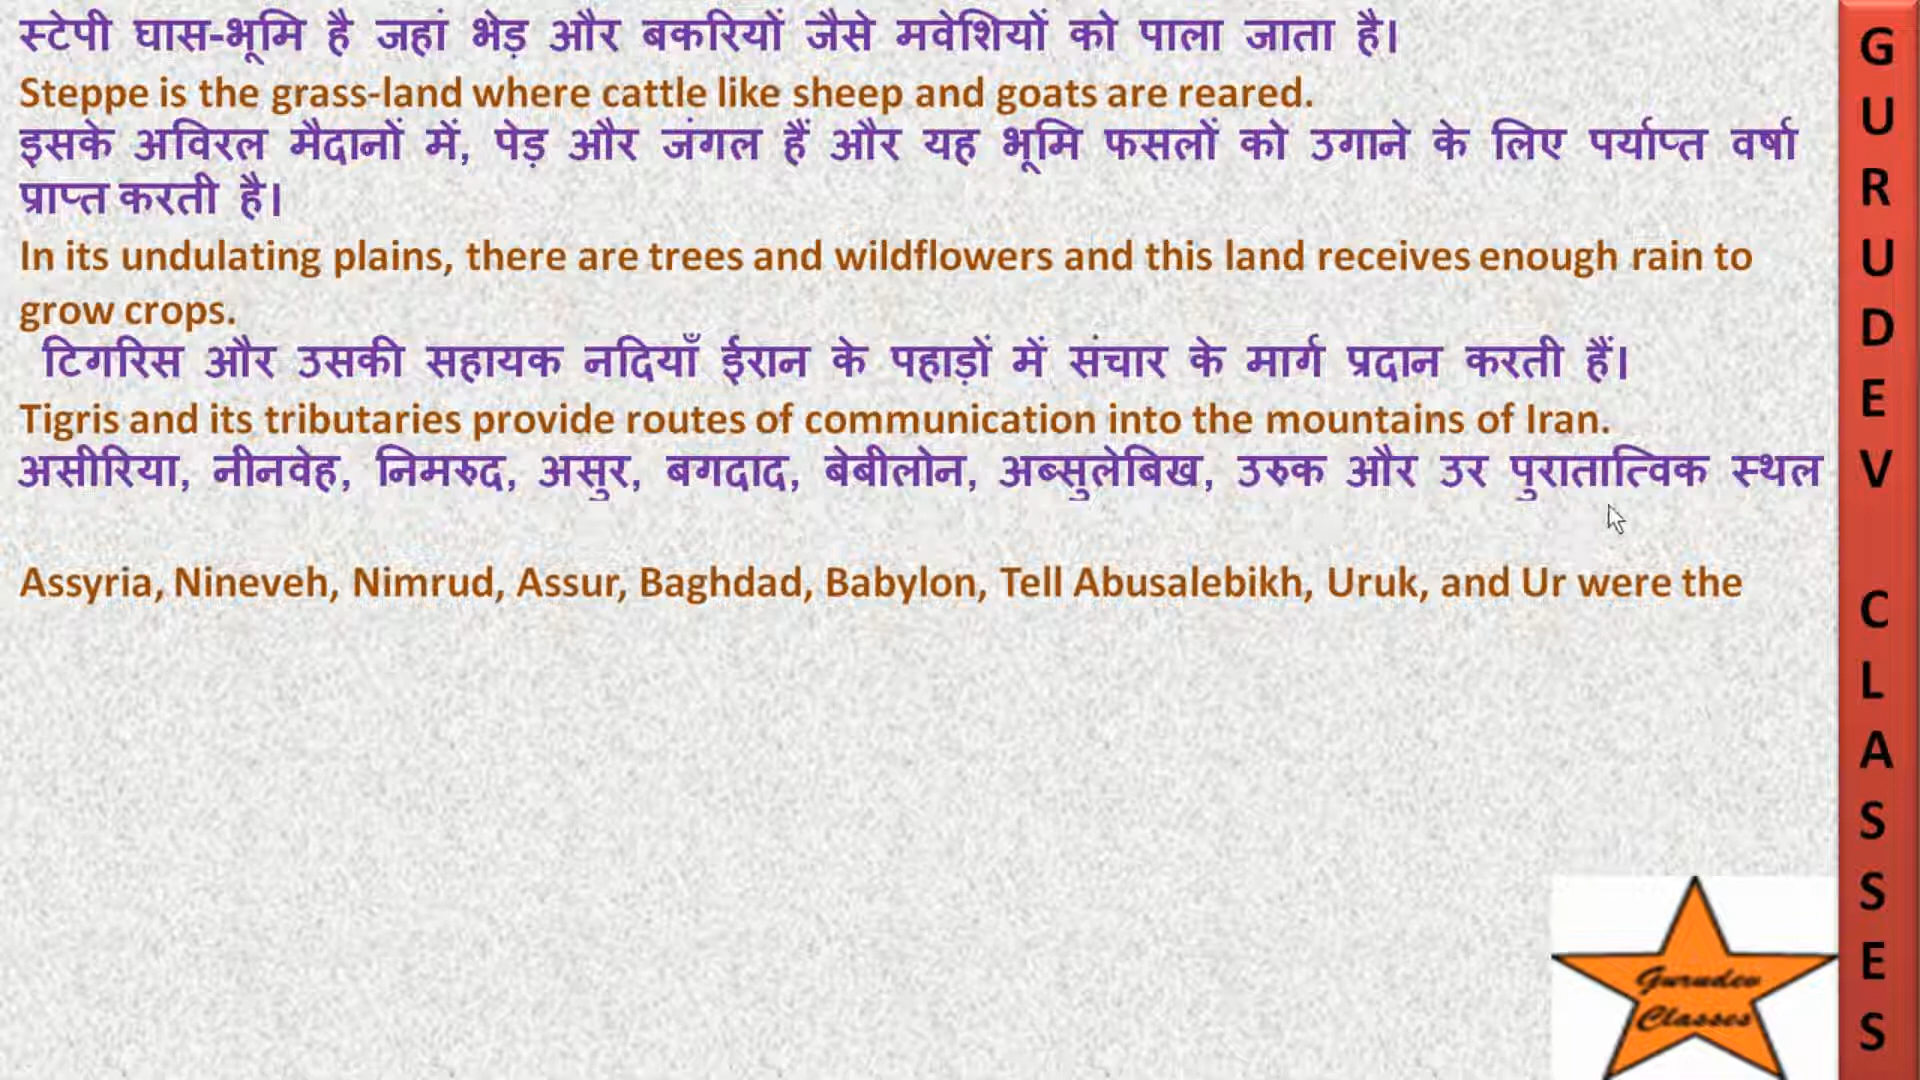 स्टेपी घास-भूमि है जहां भेड़ और बकरियों जैसे मवेशियों को पाला जाता है।
Steppe is the grass-land where cattle like sheep and goats are reared.
इसके अविरल मैदानों में, पेड़ और जंगल हैं और यह भूमि फसलों को उगाने के लिए पर्याप्त वर्षा
प्राप्त करती है।
In its undulating plains, there are trees and wildflowers and this land receives enough rain to
grow crops.
टिगरिस और उसकी सहायक नदियाँ ईरान के पहाड़ों में संचार के मार्ग प्रदान करती हैं।
Tigris and its tributaries provide routes of communication into the mountains of Iran.
असीरिया, नीनवेह, निमरुद, असुर, बगदाद, बेबीलोन, अब्सुलेबिख, उरुक और उर पुरातात्विक स्थल
Assyria, Nineveh, Nimrud, Assur, Baghdad, Babylon, Tell Abusalebikh, Uruk, and Ur were the
GURUDEV CLASSES
Gurudev
Classes